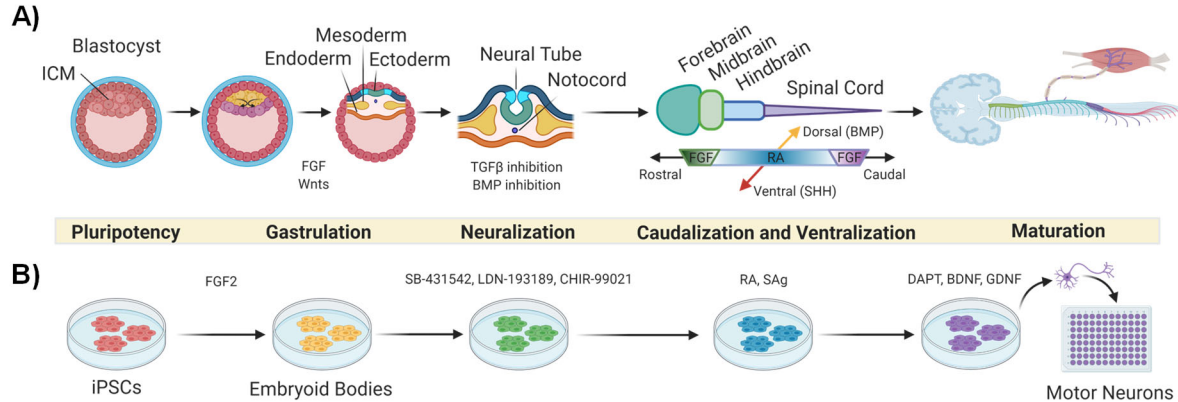 A)
Blastocyst
ICM
Mesoderm
Endoderm
Ectoderm
FGF
Wnts
Neural Tube
Notocord
TGFβ inhibition
BMP inhibition
Forebrain
Midbrain
Hindbrain
Spinal Cord
Dorsal (BMP)
FGF
RA
FGF
Rostral
Caudal
Ventral (SHH)
Pluripotency
Gastrulation
Neuralization
Caudalization and Ventralization
Maturation
B)
FGF2
SB-431542, LDN-193189, CHIR-99021
RA, SAg
DAPT, BDNF, GDNF
iPSCs
Embryoid Bodies
Motor Neurons